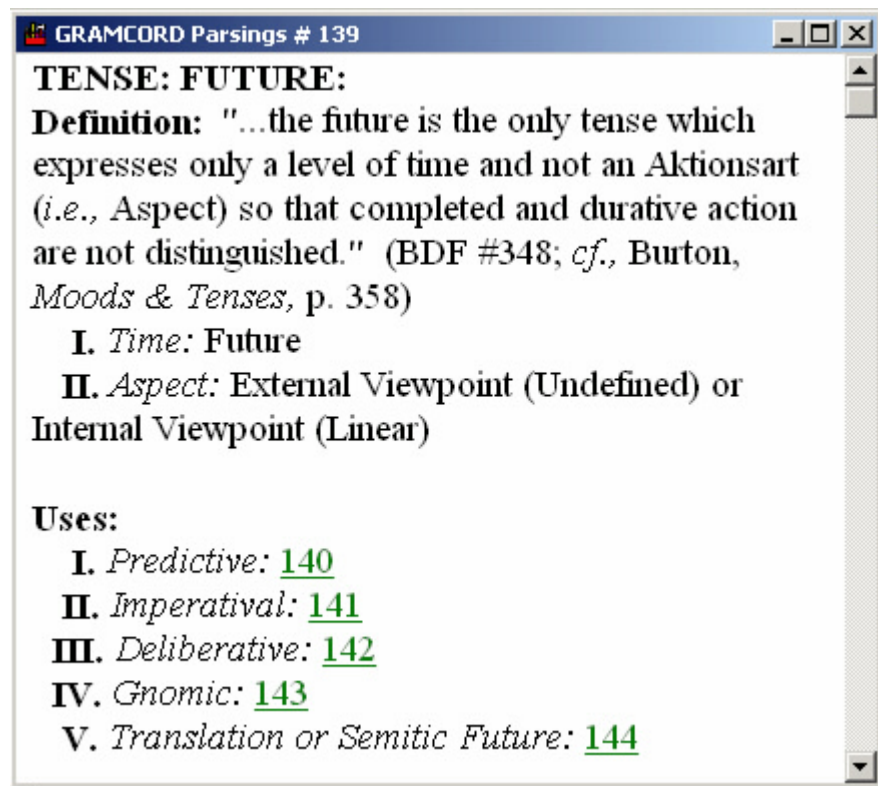 GRAMCORD Parsings # 139
TENSE: FUTURE:
Definition: "...the future is the only tense which
expresses only a level of time and not an Aktionsart
(i.e., Aspect) so that completed and durative action
are not distinguished." (BDF #348; cf., Burton,
Moods & Tenses, p. 358)
I. Time: Future
II. Aspect: External Viewpoint (Undefined) or
Internal Viewpoint (Linear)
Uses:
I. Predictive: 140
II. Imperatival: 141
III. Deliberative: 142
IV. Gnomic: 143
V. Translation or Semitic Future: 144